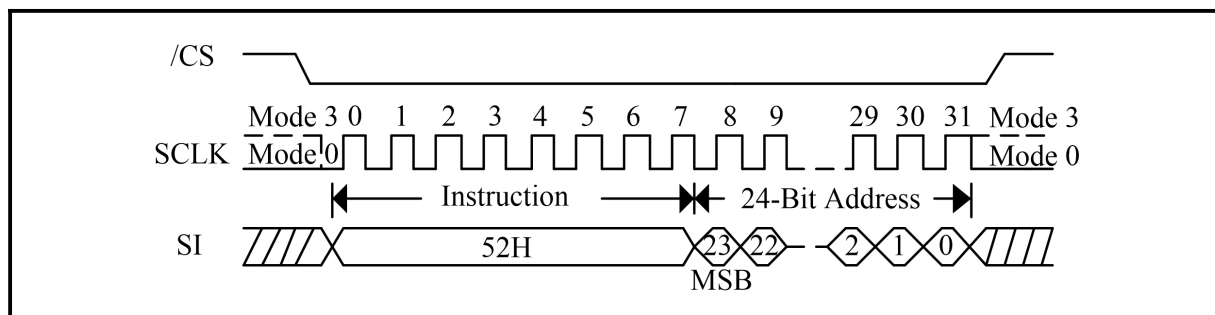 /CS
Mode 3 0 1 2 3 4 5 6 7 8 9 29 30 31 Mode 3
SCLK Mode 0 Mode 0
Instruction 24-Bit Address
SI 52H 23 22 2 1 0
MSB